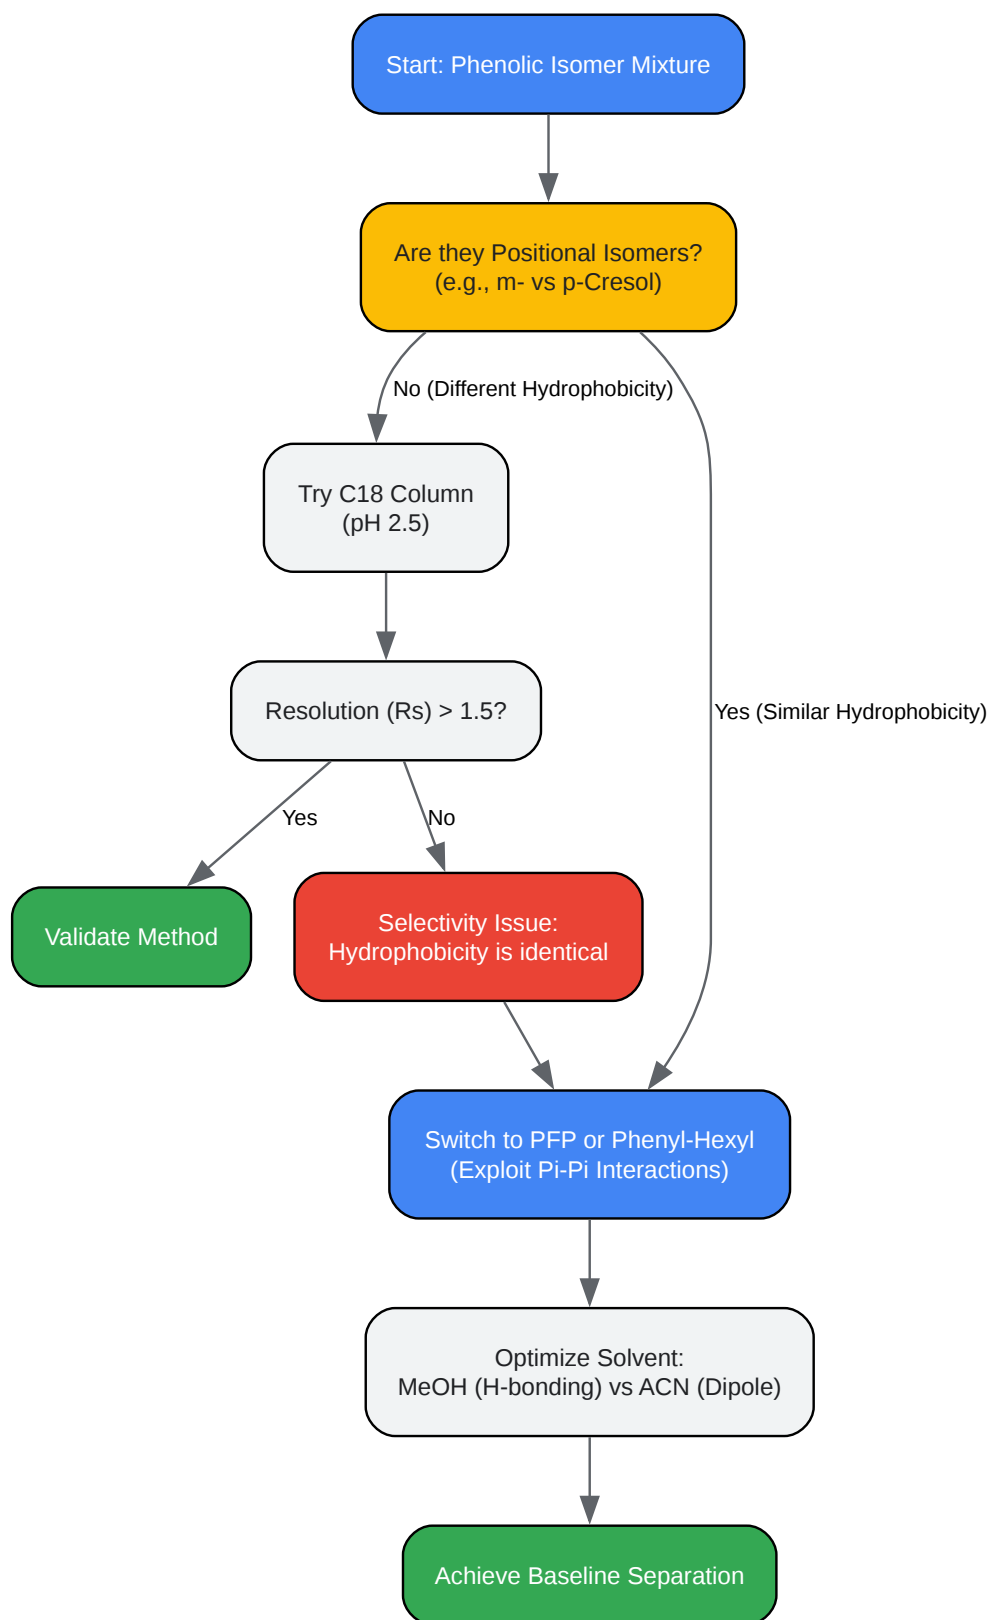 Start: Phenolic Isomer Mixture
Are they Positional Isomers?
(e.g., m- vs p-Cresol)
No (Different Hydrophobicity)
Try C18 Column
(pH 2.5)
Resolution (Rs) > 1.5?
Yes (Similar Hydrophobicity)
Yes
No
Validate Method
Selectivity Issue:
Hydrophobicity is identical
Switch to PFP or Phenyl-Hexyl
(Exploit Pi-Pi Interactions)
Optimize Solvent:
MeOH (H-bonding) vs ACN (Dipole)
Achieve Baseline Separation